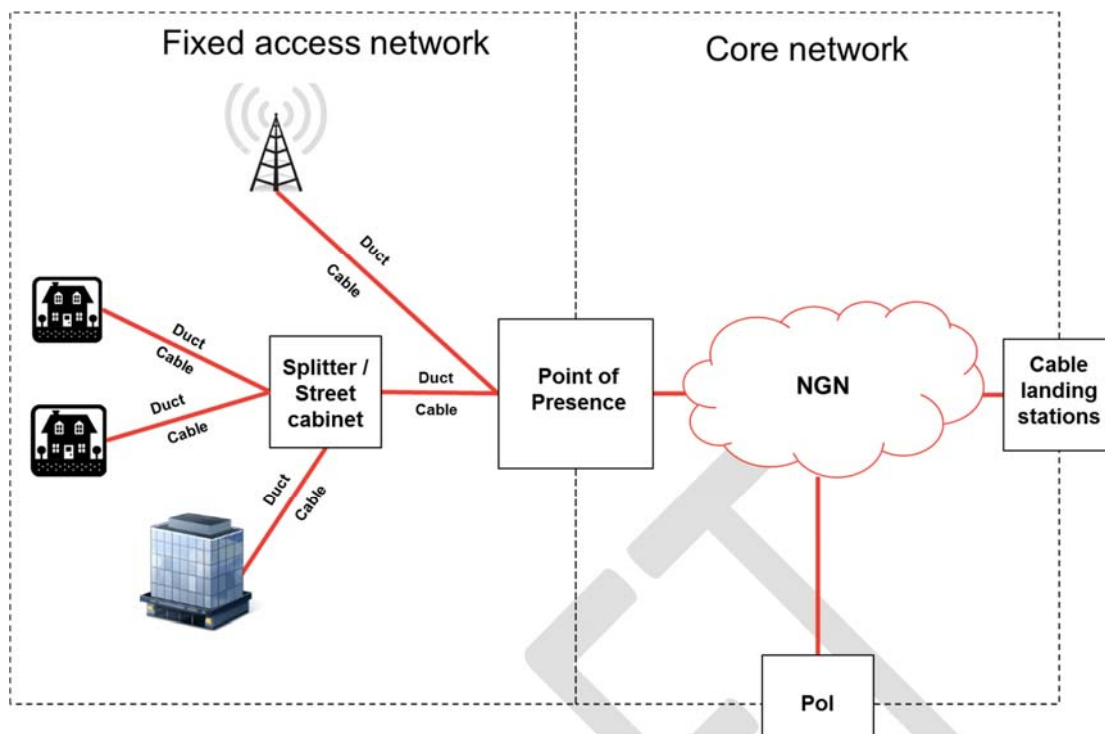 Fixed access network
Core network
Duct
Cable
Duct
Cable
Duct
Cable
Splitter /
Street
cabinet
Duct
Cable
Duct
Cable
Point of
Presence
NGN
Cable
landing
stations
PoI